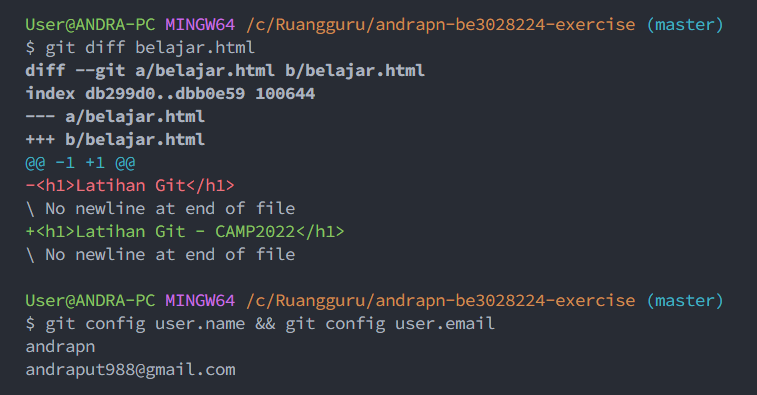 User@ANDRA-PC MINGW64 /c/Ruangguru/andrapn-be3028224-exercise (master)
$ git diff belajar.html
diff --git a/belajar.html b/belajar.html
index db299d0..dbb0e59 100644
--- a/belajar.html
+++ b/belajar.html
@@ -1 +1 @@
-<h1>Latihan Git</h1>
\ No newline at end of file
+<h1>Latihan Git - CAMP2022</h1>
\ No newline at end of file
User@ANDRA-PC MINGW64 /c/Ruangguru/andrapn-be3028224-exercise (master)
$ git config user.name && git config user.email
andrapn
andraput988@gmail.com